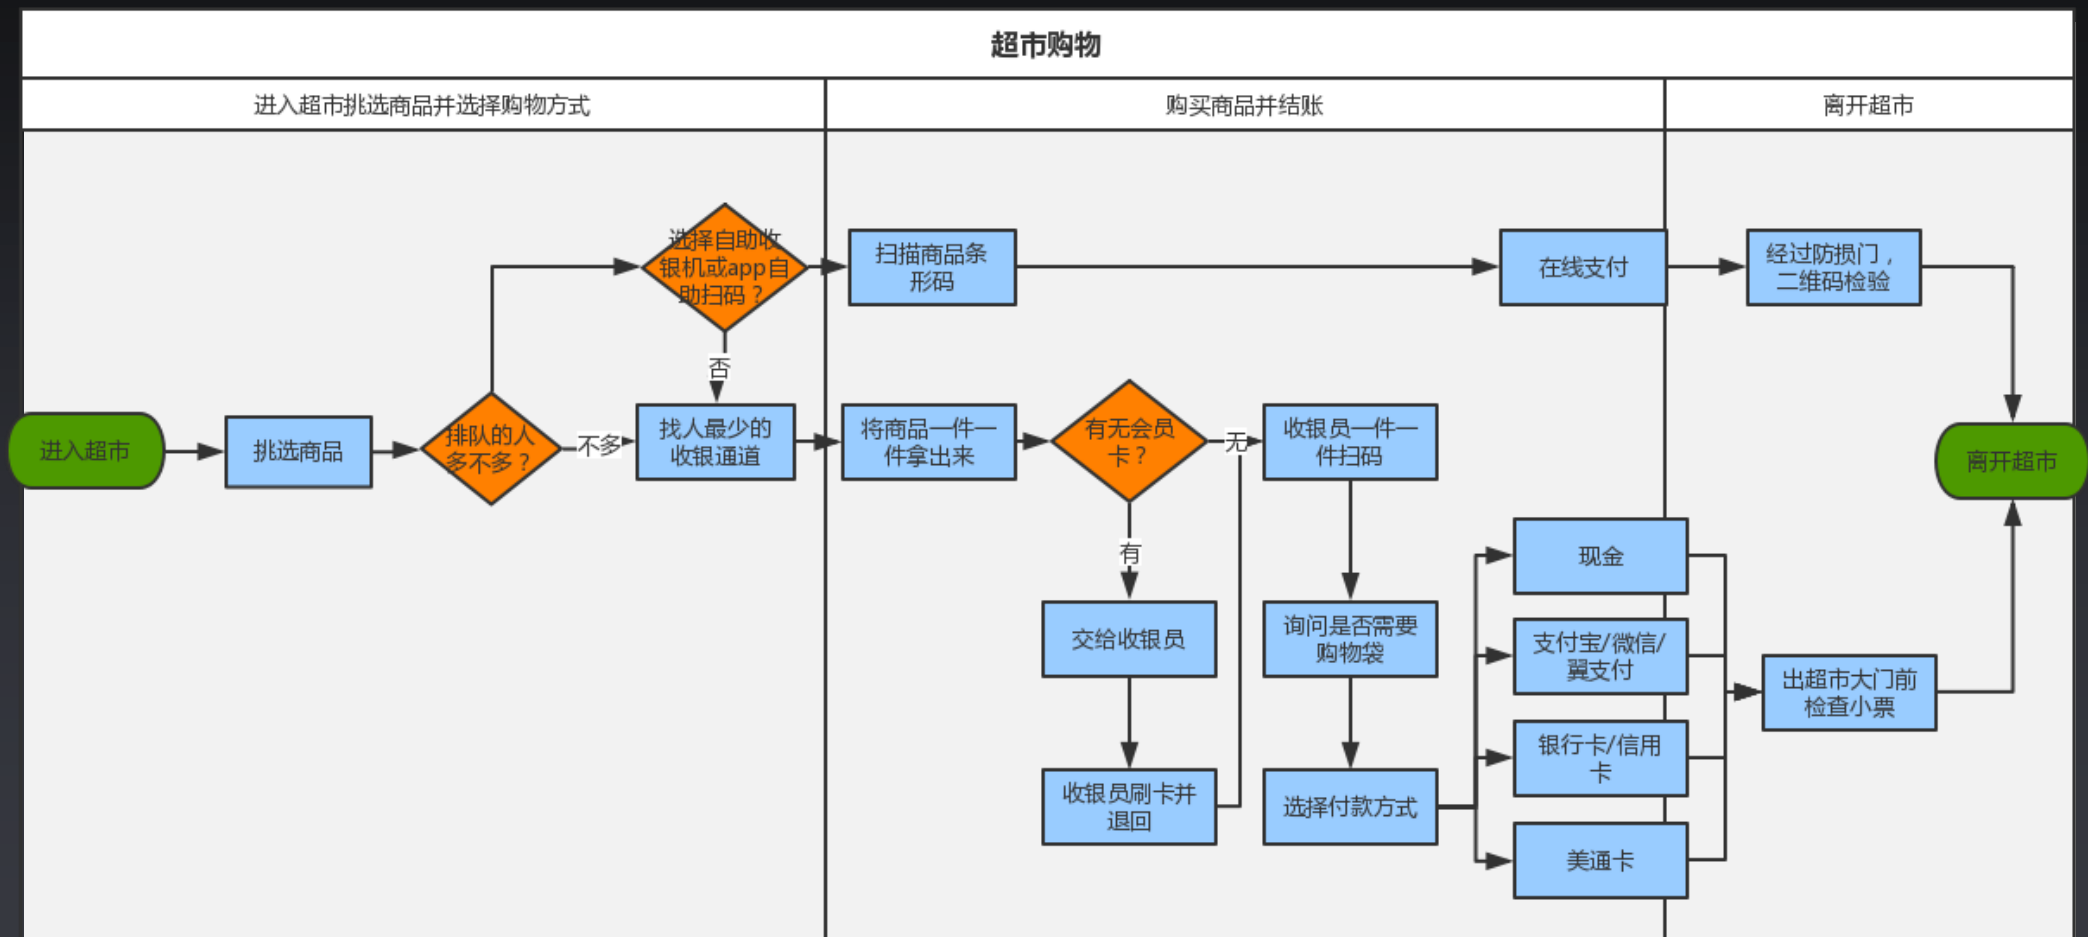 超市购物
进入超市挑选商品并选择购物方式
购买商品并结账
离开超市
选择自助收
银机或app自
助扫码？
扫描商品条
形码
在线支付
经过防损门，
二维码检验
否
进入超市
挑选商品
排队的人
多不多？
不多
找人最少的
收银通道
将商品一件一
件拿出来
有无会员
卡？
无
收银员一件一
件扫码
离开超市
有
交给收银员
询问是否需要
购物袋
收银员刷卡并
退回
选择付款方式
现金
支付宝/微信/
翼支付
银行卡/信用
卡
美通卡
出超市大门前
检查小票